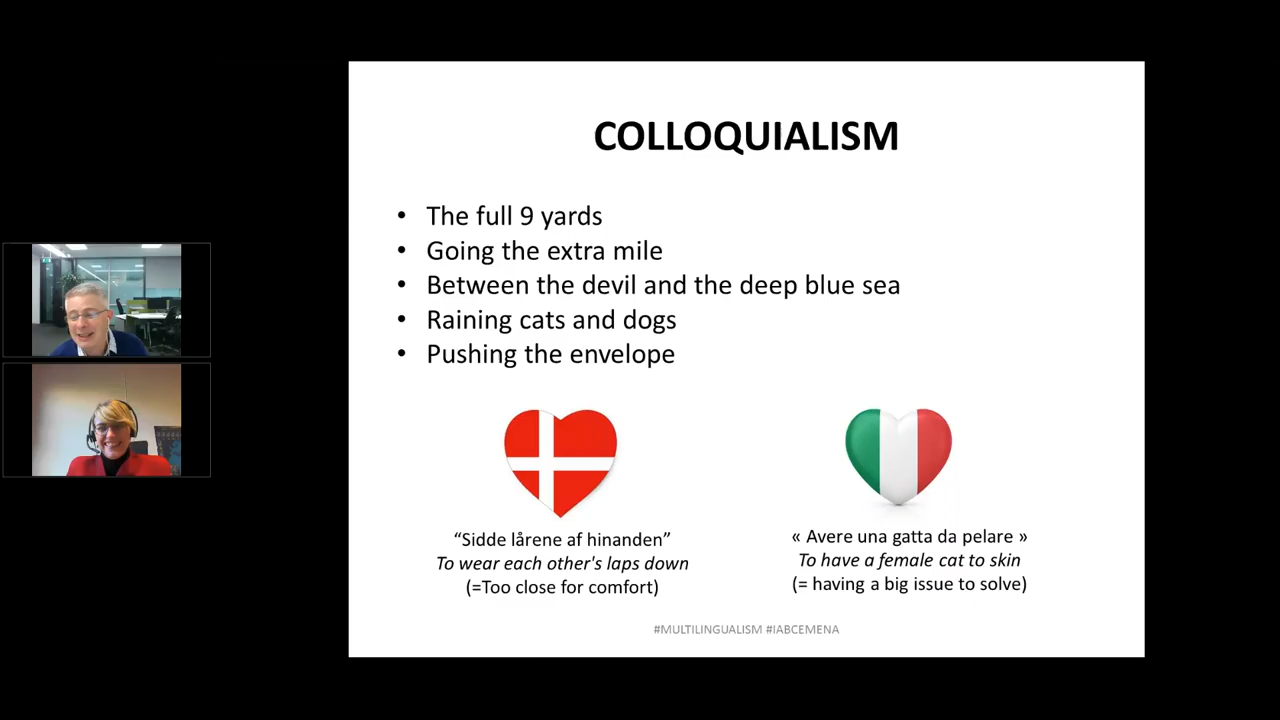 COLLOQUIALISM
• The full 9 yards
• Going the extra mile
• Between the devil and the deep blue sea
• Raining cats and dogs
• Pushing the envelope
“Sidde lårene af hinanden”
To wear each other's laps down
(=Too close for comfort)
« Avere una gatta da pelare »
To have a female cat to skin
(= having a big issue to solve)
#MULTILINGUALISM #IABCEMENA